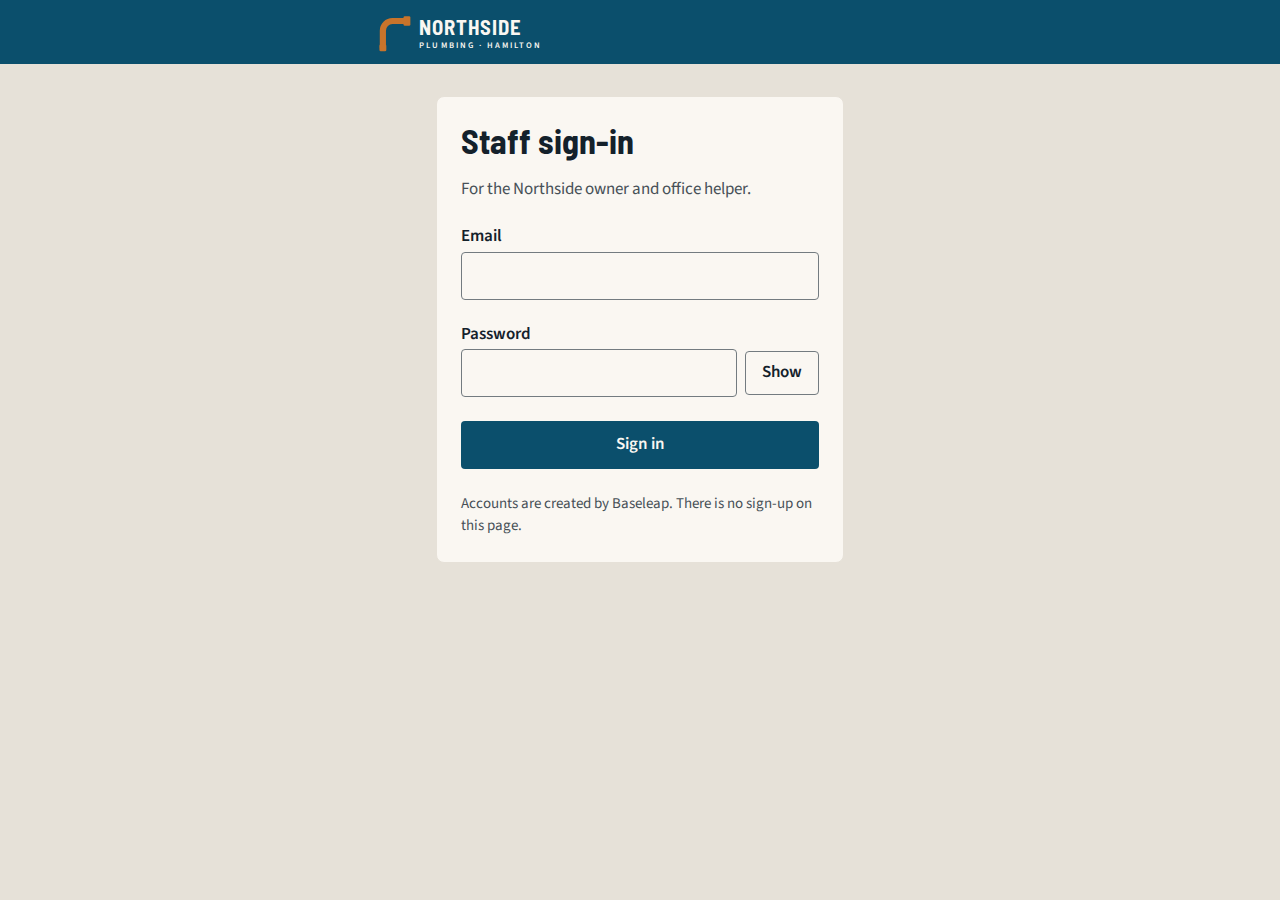 NORTHSIDE
PLUMBING · HAMILTON
Staff sign-in
For the Northside owner and office helper.
Email
Password
Show
Sign in
Accounts are created by Baseleap. There is no sign-up on
this page.